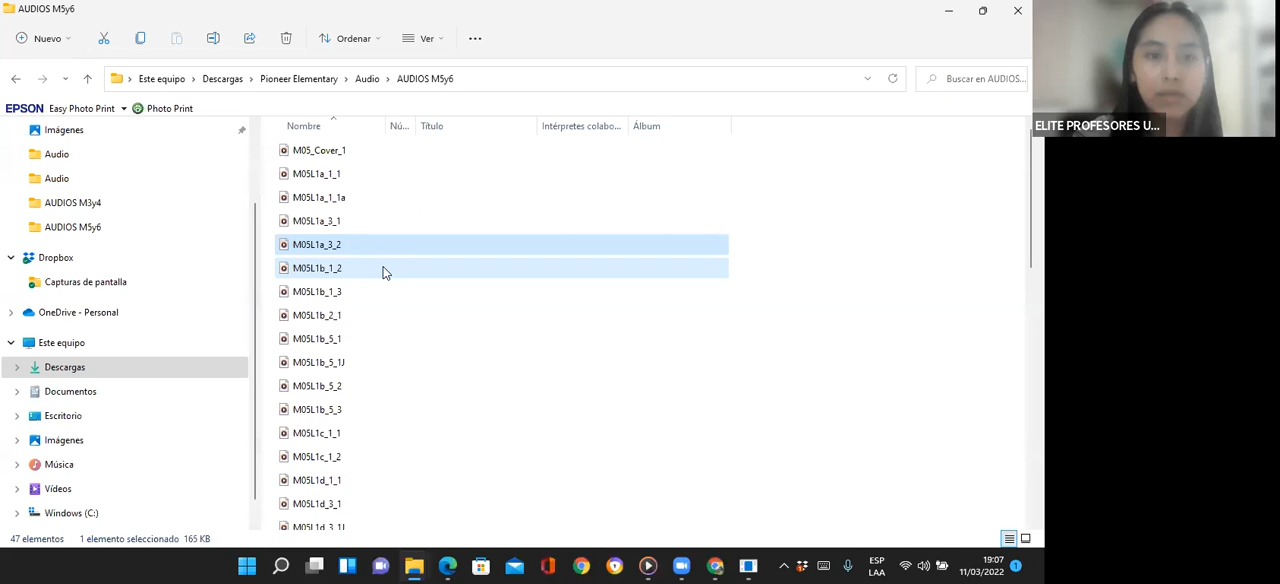 AUDIOS M5y6
Nuevo
Ordenar
Ver
Este equipo > Descargas > Pioneer Elementary > Audio > AUDIOS M5y6
Buscar en AUDIOS...
EPSON Easy Photo Print Photo Print
Imágenes
Audio
Audio
AUDIOS M3y4
AUDIOS M5y6
Dropbox
Capturas de pantalla
OneDrive - Personal
Este equipo
Descargas
Documentos
Escritorio
Imágenes
Música
Vídeos
Windows (C:)
Nombre Nú... Título Intérpretes colabo... Álbum
M05_Cover_1
M05L1a_1_1
M05L1a_1_1a
M05L1a_3_1
M05L1a_3_2
M05L1b_1_2
M05L1b_1_3
M05L1b_2_1
M05L1b_5_1
M05L1b_5_1J
M05L1b_5_2
M05L1b_5_3
M05L1c_1_1
M05L1c_1_2
M05L1d_1_1
M05L1d_3_1
M05L1d_3_1J
47 elementos 1 elemento seleccionado 165 KB
ELITE PROFESORES U...
ESP
LAA
19:07
11/03/2022
1